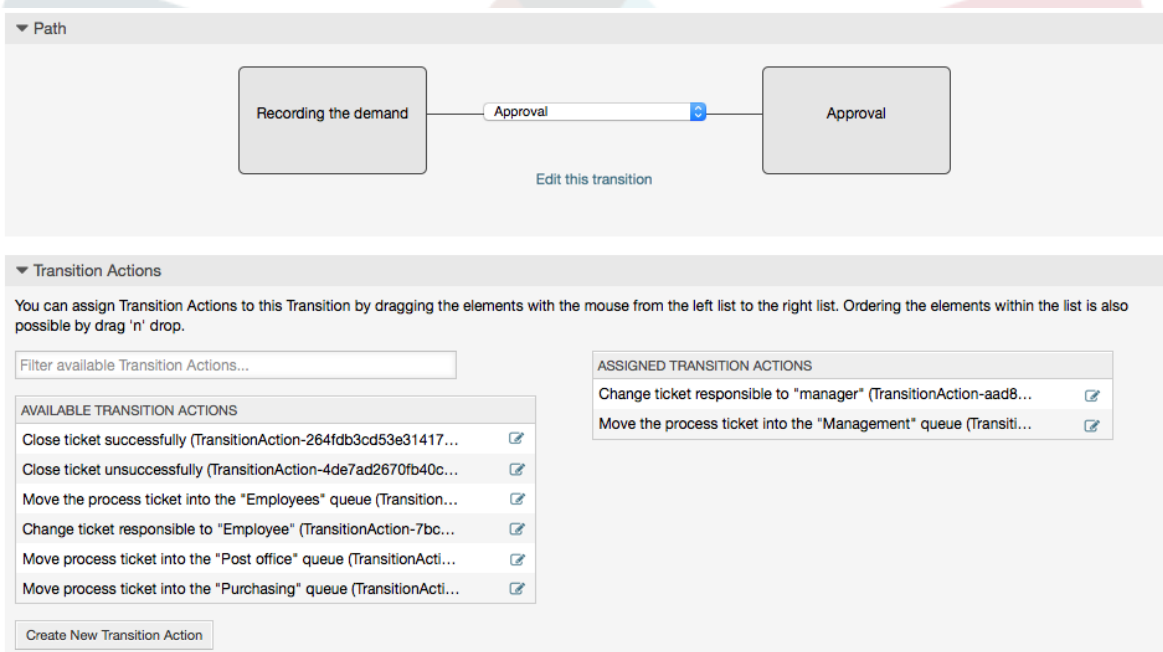 Path
Recording the demand
Approval
Approval
Edit this transition
Transition Actions
You can assign Transition Actions to this Transition by dragging the elements with the mouse from the left list to the right list. Ordering the elements within the list is also
possible by drag 'n' drop.
Filter available Transition Actions...
AVAILABLE TRANSITION ACTIONS
Close ticket successfully (TransitionAction-264fdb3cd53e31417...
Close ticket unsuccessfully (TransitionAction-4de7ad2670fb40c...
Move the process ticket into the "Employees" queue (Transition...
Change ticket responsible to "Employee" (TransitionAction-7bc...
Move process ticket into the "Post office" queue (TransitionActi...
Move process ticket into the "Purchasing" queue (TransitionActi...
Create New Transition Action
ASSIGNED TRANSITION ACTIONS
Change ticket responsible to "manager" (TransitionAction-aad8...
Move the process ticket into the "Management" queue (Transiti...